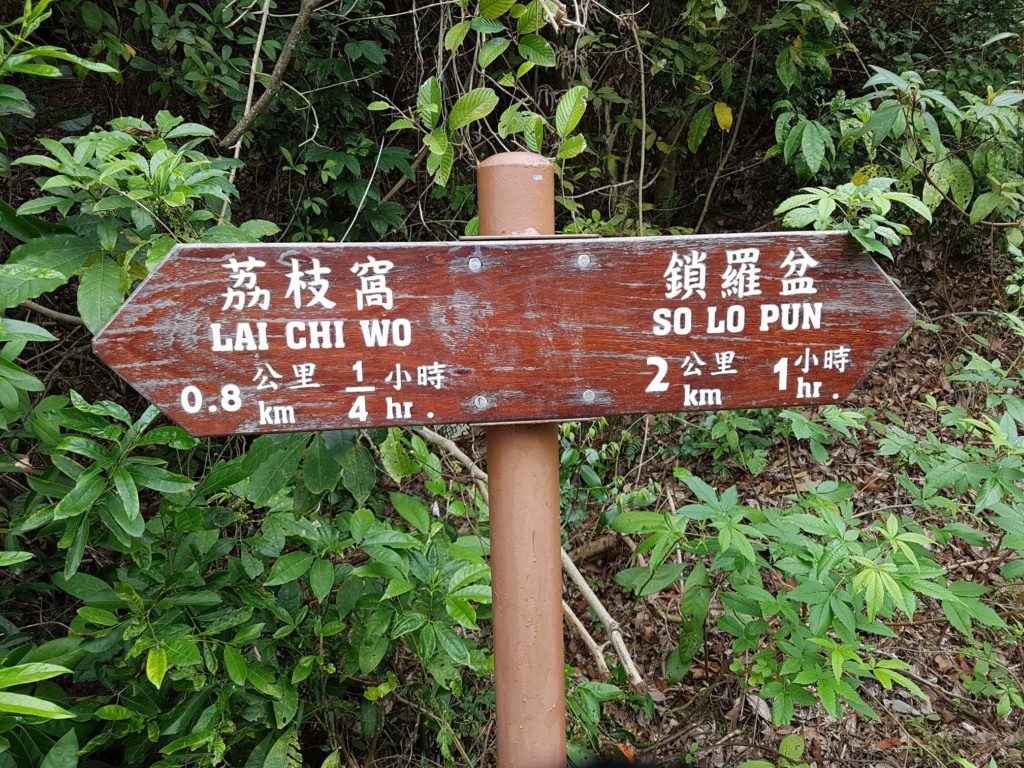 荔枝窩
LAI CHI WO
0.8 公里 km 1/4 小時 hr.
鎖羅盆
SO LO PUN
2 公里 km 1 小時 hr.